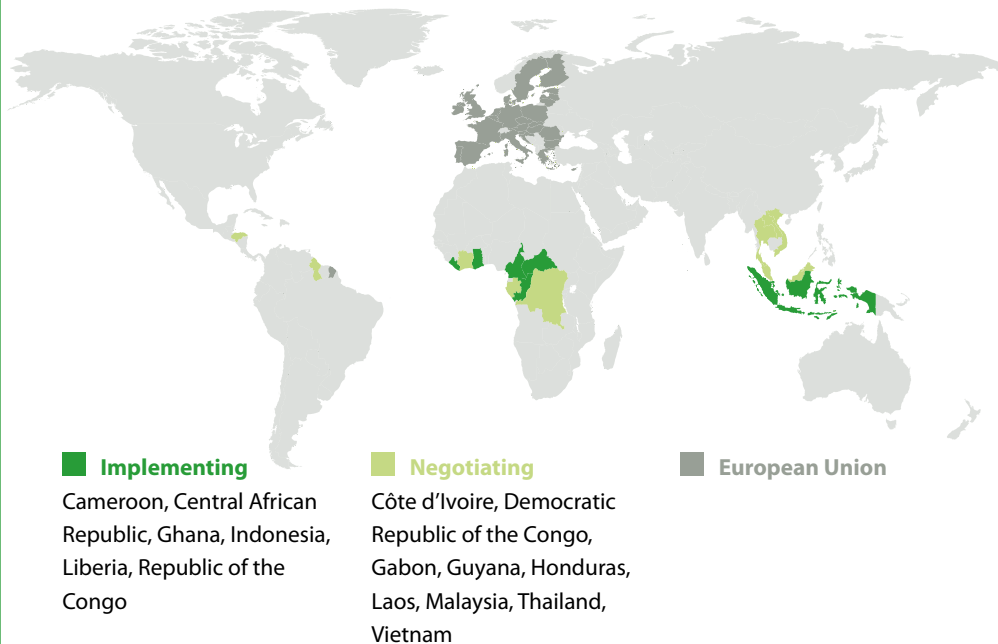 Implementing
Cameroon, Central African
Republic, Ghana, Indonesia,
Liberia, Republic of the
Congo
Negotiating
Côte d’Ivoire, Democratic
Republic of the Congo,
Gabon, Guyana, Honduras,
Laos, Malaysia, Thailand,
Vietnam
European Union